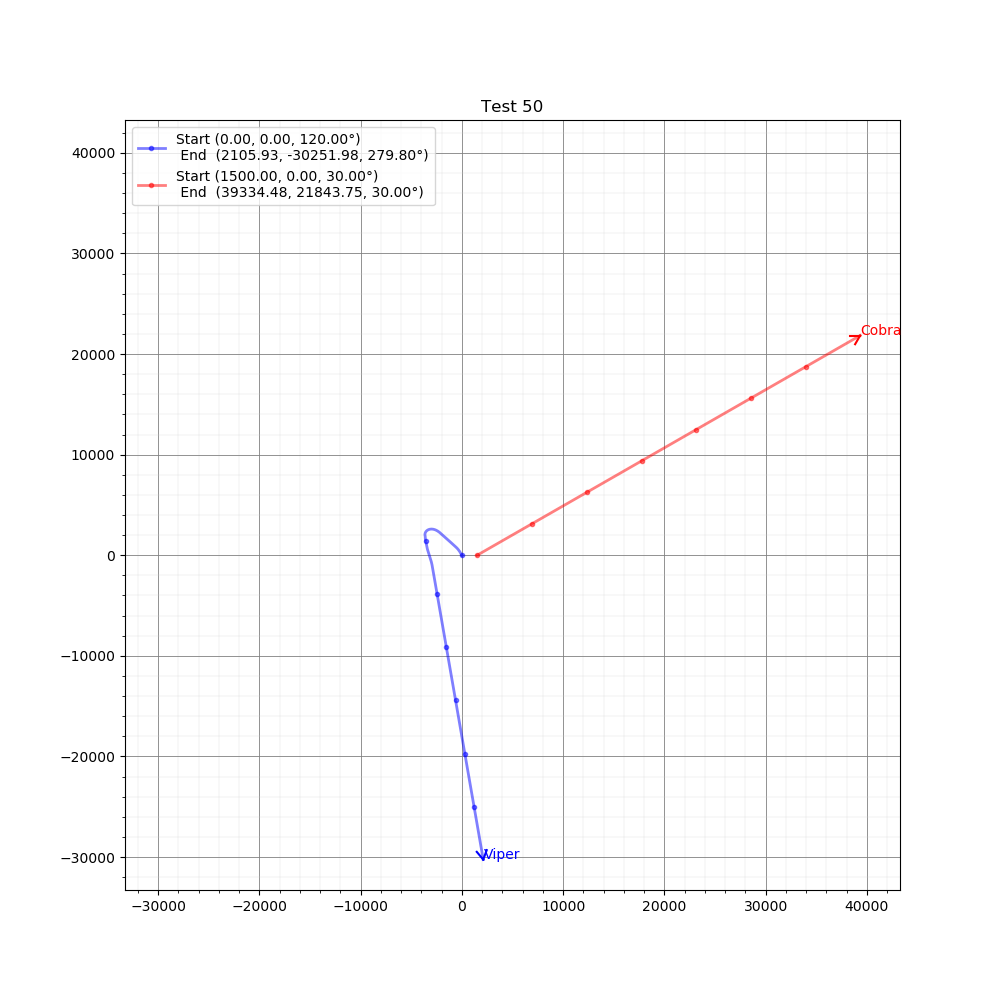 Test 50
Start (0.00, 0.00, 120.00°)
End (2105.93, -30251.98, 279.80°)
Start (1500.00, 0.00, 30.00°)
End (39334.48, 21843.75, 30.00°)
40000
30000
20000
10000
0
−10000
−20000
−30000
Cobra
Viper
−30000 −20000 −10000 0 10000 20000 30000 40000